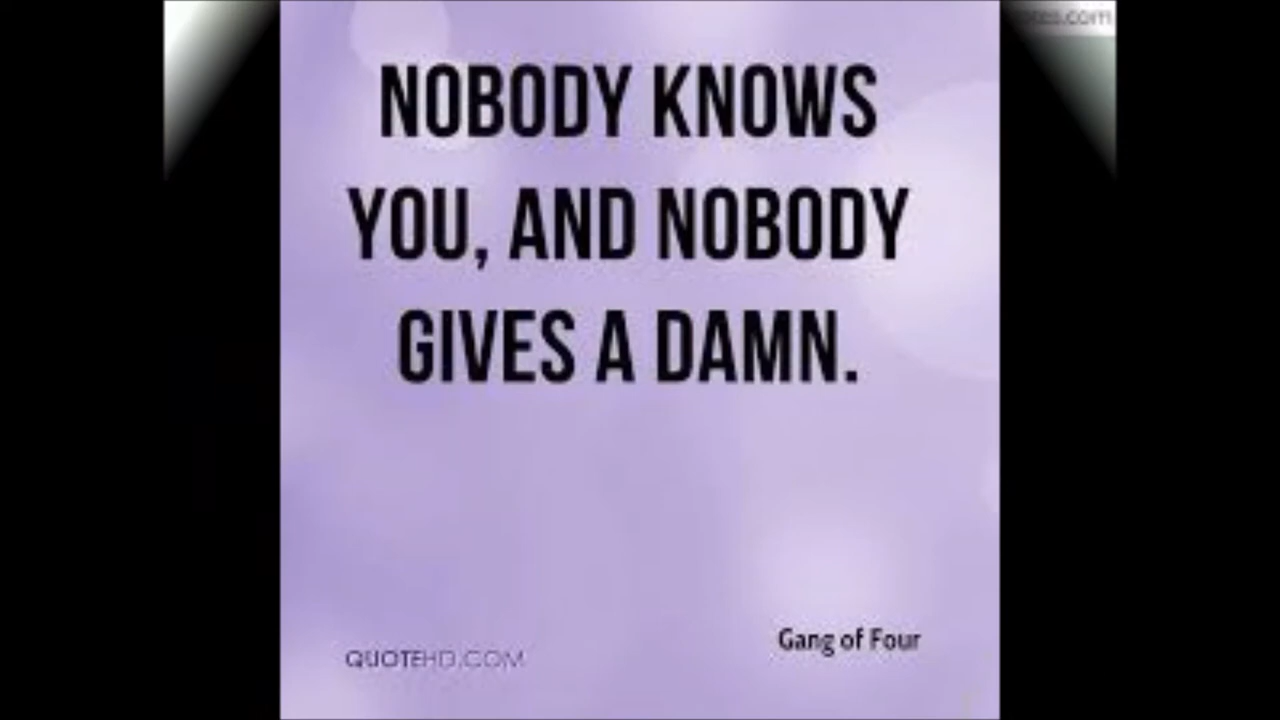 NOBODY KNOWS
YOU, AND NOBODY
GIVES A DAMN.
Gang of Four
QUOTEHD.COM